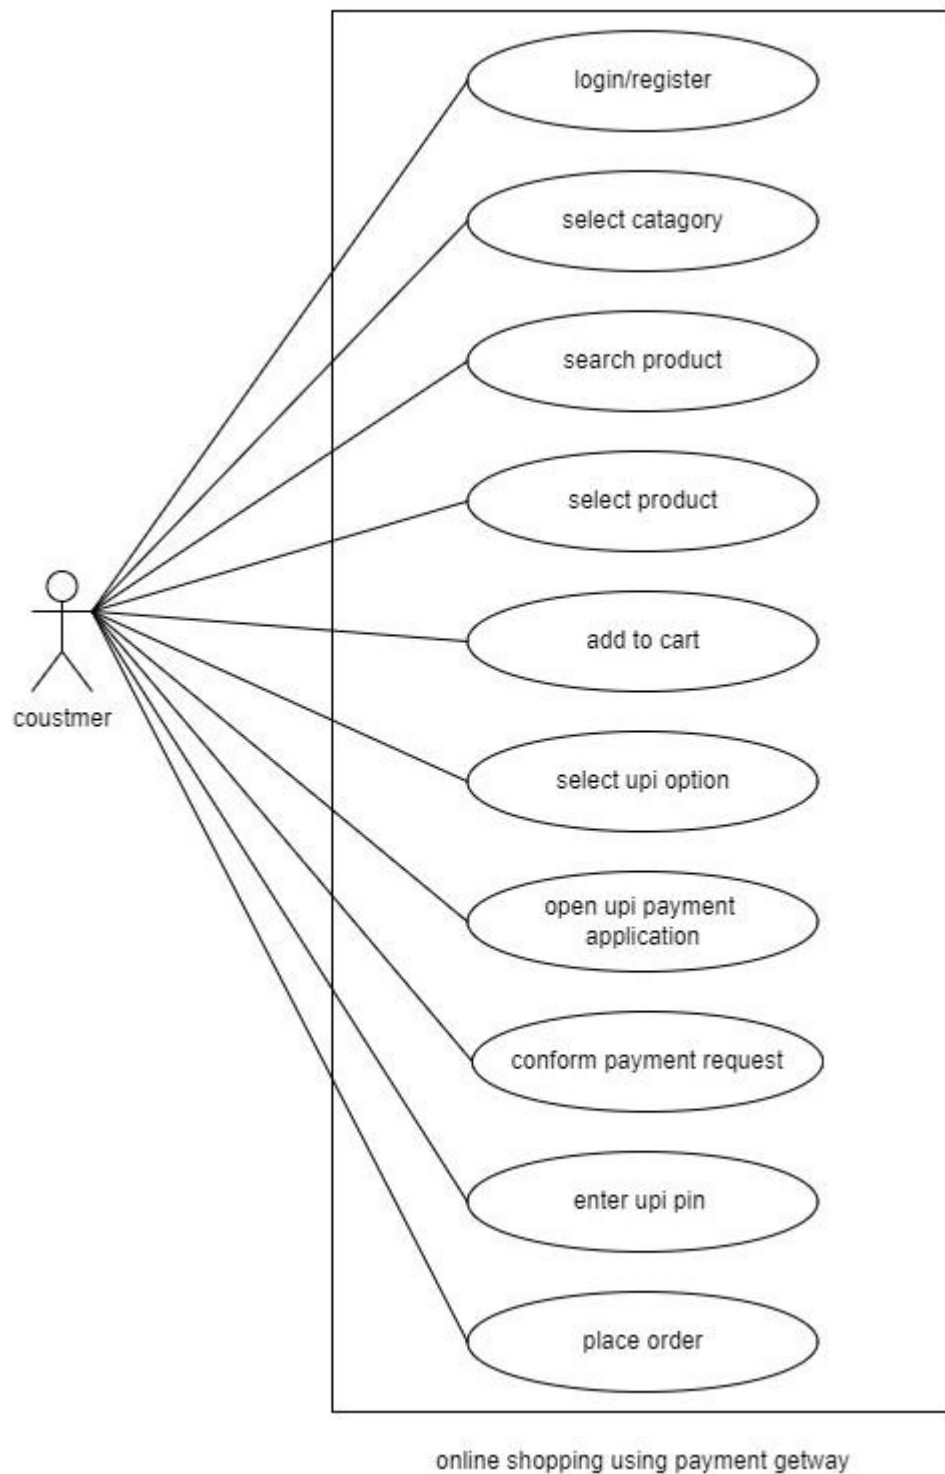 login/register
select catagory
search product
select product
add to cart
coustmer
select upi option
open upi payment
application
conform payment request
enter upi pin
place order
online shopping using payment getway